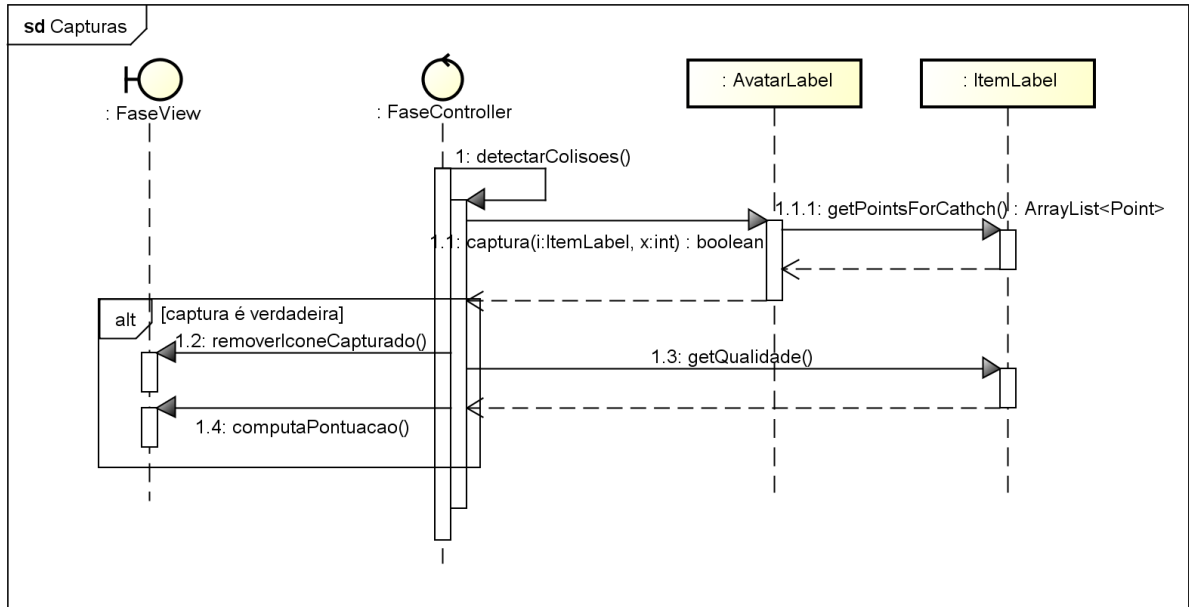 sd Capturas
: FaseView
: FaseController
: AvatarLabel
: ItemLabel
1: detectarColisoes()
1.1.1: getPointsForCathch() : ArrayList<Point>
1.1: captura(i:ItemLabel, x:int) : boolean
alt
[captura é verdadeira]
1.2: removerIconeCapturado()
1.3: getQualidade()
1.4: computaPontuacao()